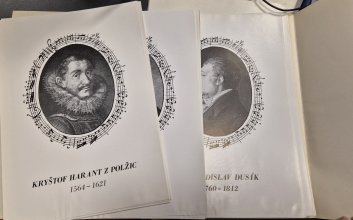 KRYŠTOF HARANT Z POLŽIC
1564 – 1621
DISLAV DUSÍK
760 – 1812